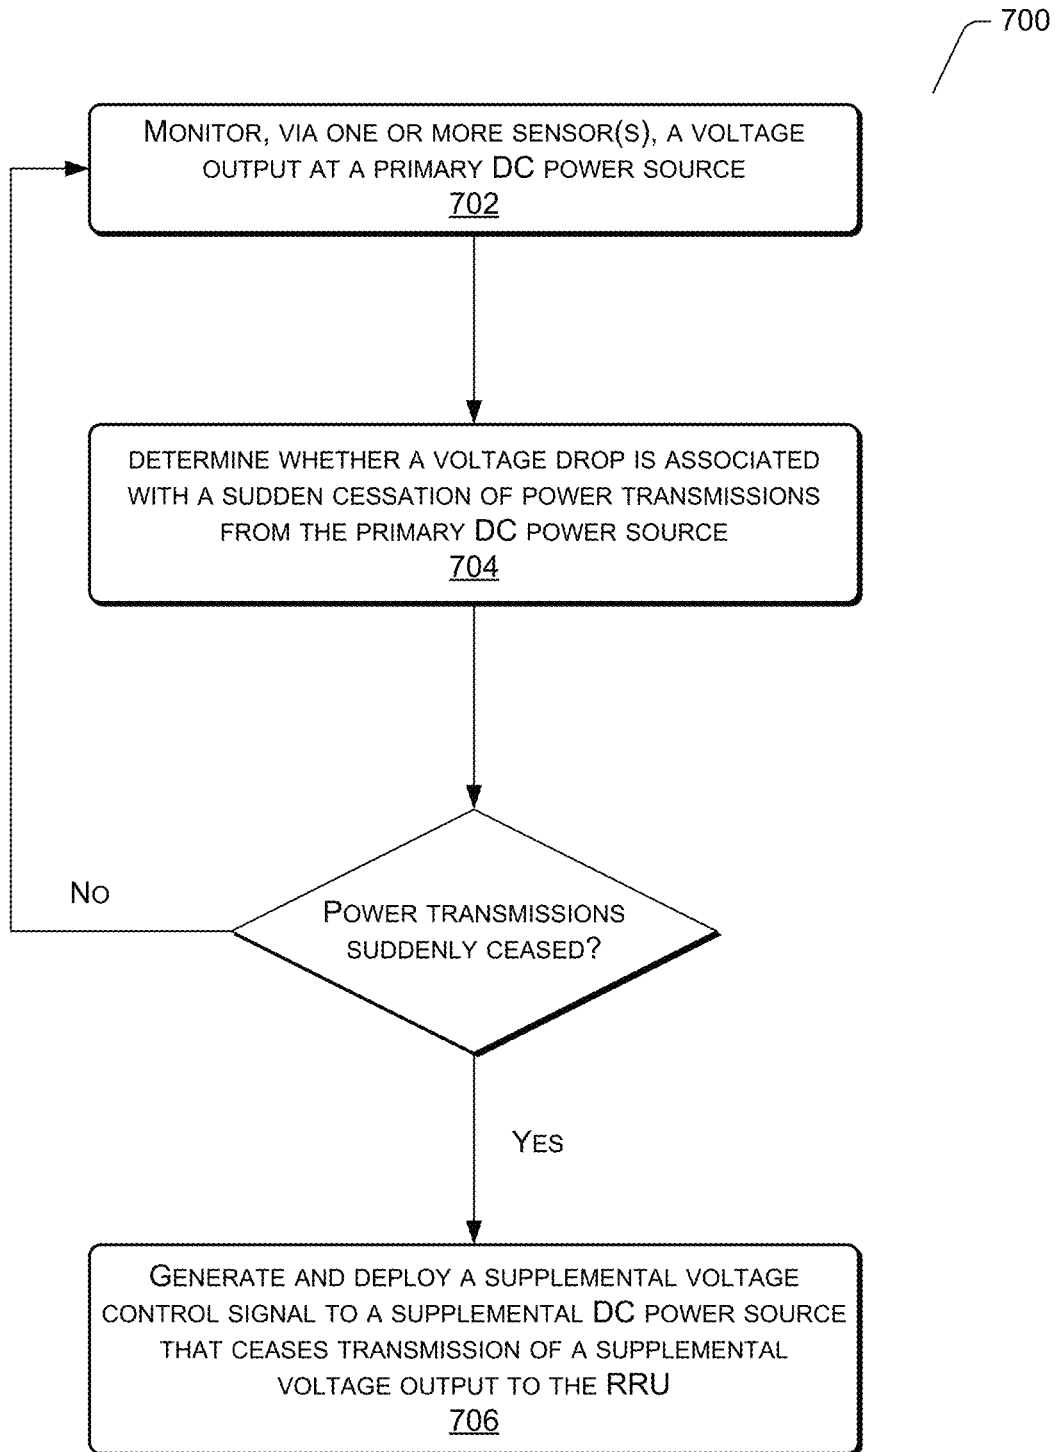 700
Monitor, via one or more sensor(s), a voltage
output at a primary DC power source
702
determine whether a voltage drop is associated
with a sudden cessation of power transmissions
from the primary DC power source
704
No
Power transmissions
suddenly ceased?
Yes
Generate and deploy a supplemental voltage
control signal to a supplemental DC power source
that ceases transmission of a supplemental
voltage output to the RRU
706